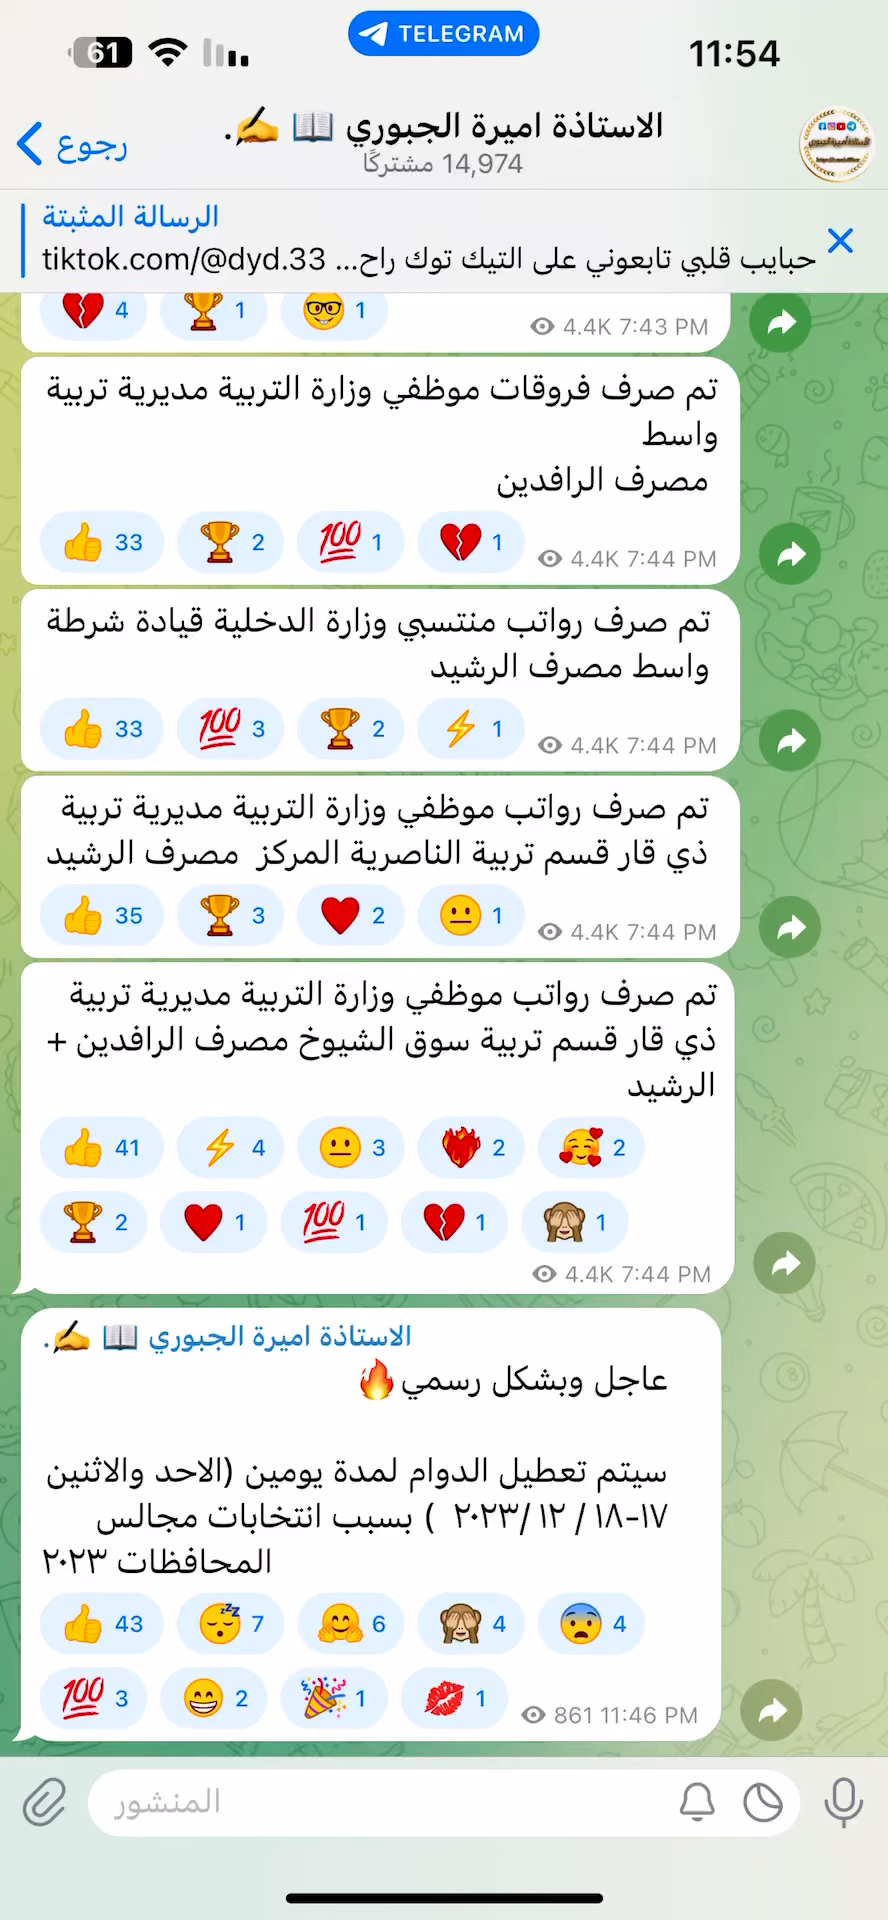 61
TELEGRAM
11:54
رجوع
الاستاذة اميرة الجبوري 📖 ✍️.
14,974 مشتركًا
الرسالة المثبتة
حبايب قلبي تابعوني على التيك توك راح... tiktok.com/@dyd.33
4 1 1
4.4K 7:43 PM
تم صرف فروقات موظفي وزارة التربية مديرية تربية
واسط
مصرف الرافدين
33 2 1 1
4.4K 7:44 PM
تم صرف رواتب منتسبي وزارة الدخلية قيادة شرطة
واسط مصرف الرشيد
33 3 2 1
4.4K 7:44 PM
تم صرف رواتب موظفي وزارة التربية مديرية تربية
ذي قار قسم تربية الناصرية المركز مصرف الرشيد
35 3 2 1
4.4K 7:44 PM
تم صرف رواتب موظفي وزارة التربية مديرية تربية
ذي قار قسم تربية سوق الشيوخ مصرف الرافدين +
الرشيد
41 4 3 2 2
2 1 1 1 1
4.4K 7:44 PM
الاستاذة اميرة الجبوري 📖 ✍️.
عاجل وبشكل رسمي🔥
سيتم تعطيل الدوام لمدة يومين (الاحد والاثنين
١٧-١٨ / ١٢ /٢٠٢٣ ) بسبب انتخابات مجالس
المحافظات ٢٠٢٣
43 7 6 4 4
3 2 1 1
861 11:46 PM
المنشور